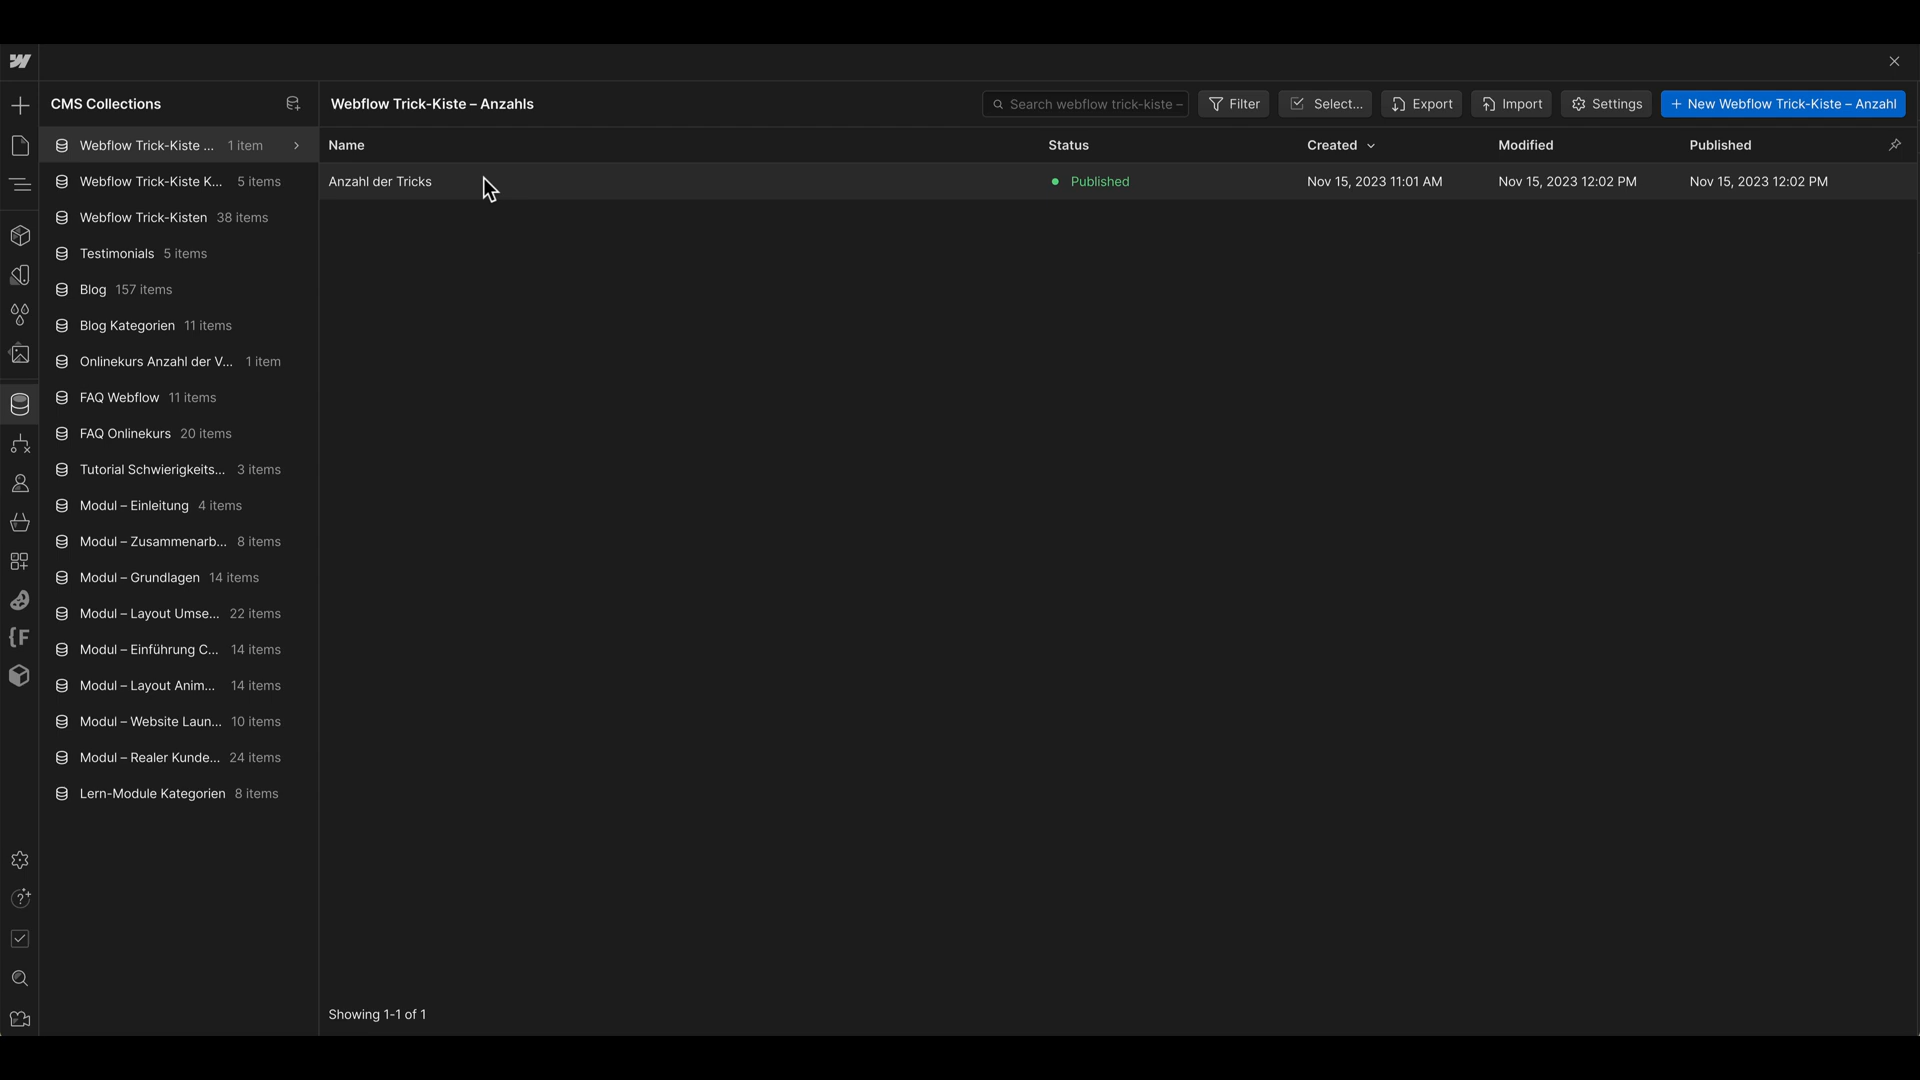 CMS Collections
Webflow Trick-Kiste – Anzahls
Search webflow trick-kiste –
Filter
Select...
Export
Import
Settings
+ New Webflow Trick-Kiste – Anzahl
Webflow Trick-Kiste ... 1 item
Webflow Trick-Kiste K... 5 items
Webflow Trick-Kisten 38 items
Testimonials 5 items
Blog 157 items
Blog Kategorien 11 items
Onlinekurs Anzahl der V... 1 item
FAQ Webflow 11 items
FAQ Onlinekurs 20 items
Tutorial Schwierigkeits... 3 items
Modul – Einleitung 4 items
Modul – Zusammenarb... 8 items
Modul – Grundlagen 14 items
Modul – Layout Umse... 22 items
Modul – Einführung C... 14 items
Modul – Layout Anim... 14 items
Modul – Website Laun... 10 items
Modul – Realer Kunde... 24 items
Lern-Module Kategorien 8 items
Name Status Created Modified Published
Anzahl der Tricks Published Nov 15, 2023 11:01 AM Nov 15, 2023 12:02 PM Nov 15, 2023 12:02 PM
Showing 1-1 of 1